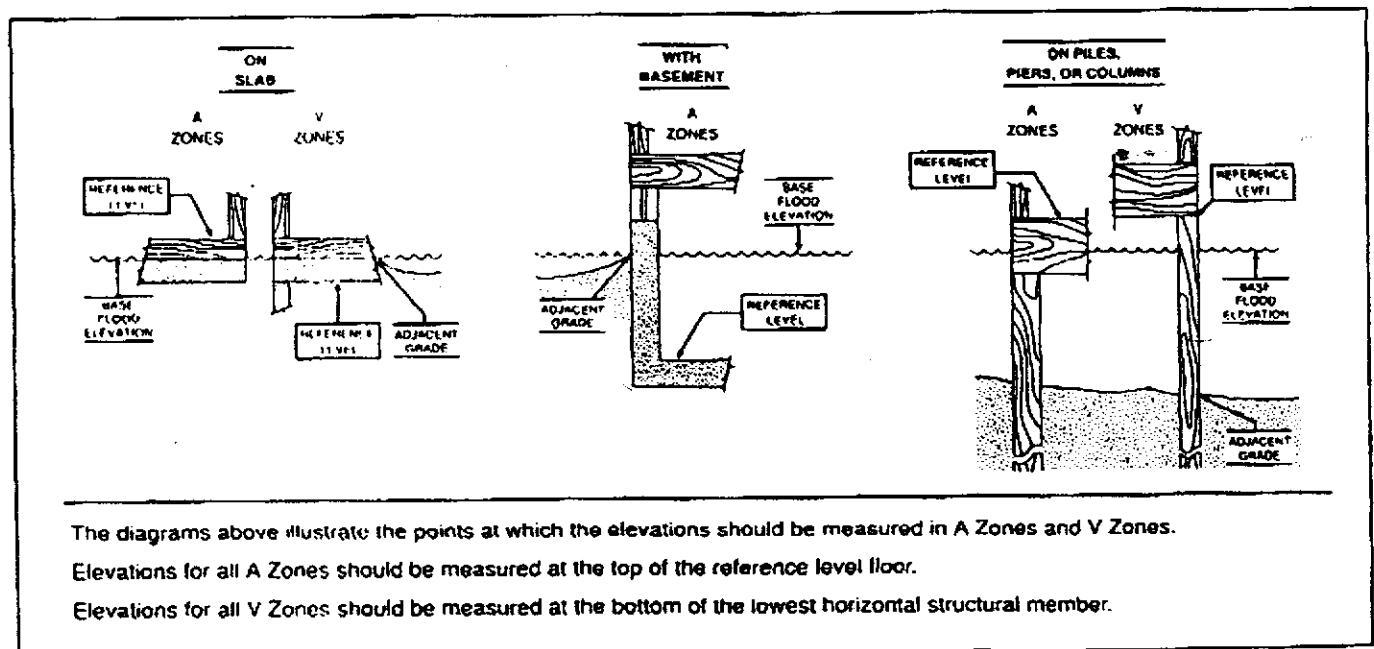 ON
SLAB
A
ZONES
V
ZONES
REFERENCE
LEVEL
BASE
FLOOD
ELEVATION
REFERENCE
LEVEL
ADJACENT
GRADE
WITH
BASEMENT
A
ZONES
BASE
FLOOD
ELEVATION
ADJACENT
GRADE
REFERENCE
LEVEL
ON PILES,
PIERS, OR COLUMNS
A
ZONES
V
ZONES
REFERENCE
LEVEL
REFERENCE
LEVEL
BASE
FLOOD
ELEVATION
ADJACENT
GRADE
The diagrams above illustrate the points at which the elevations should be measured in A Zones and V Zones.
Elevations for all A Zones should be measured at the top of the reference level floor.
Elevations for all V Zones should be measured at the bottom of the lowest horizontal structural member.